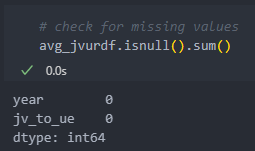 # check for missing values
avg_jvurdf.isnull().sum()
✓ 0.0s
year 0
jv_to_ue 0
dtype: int64